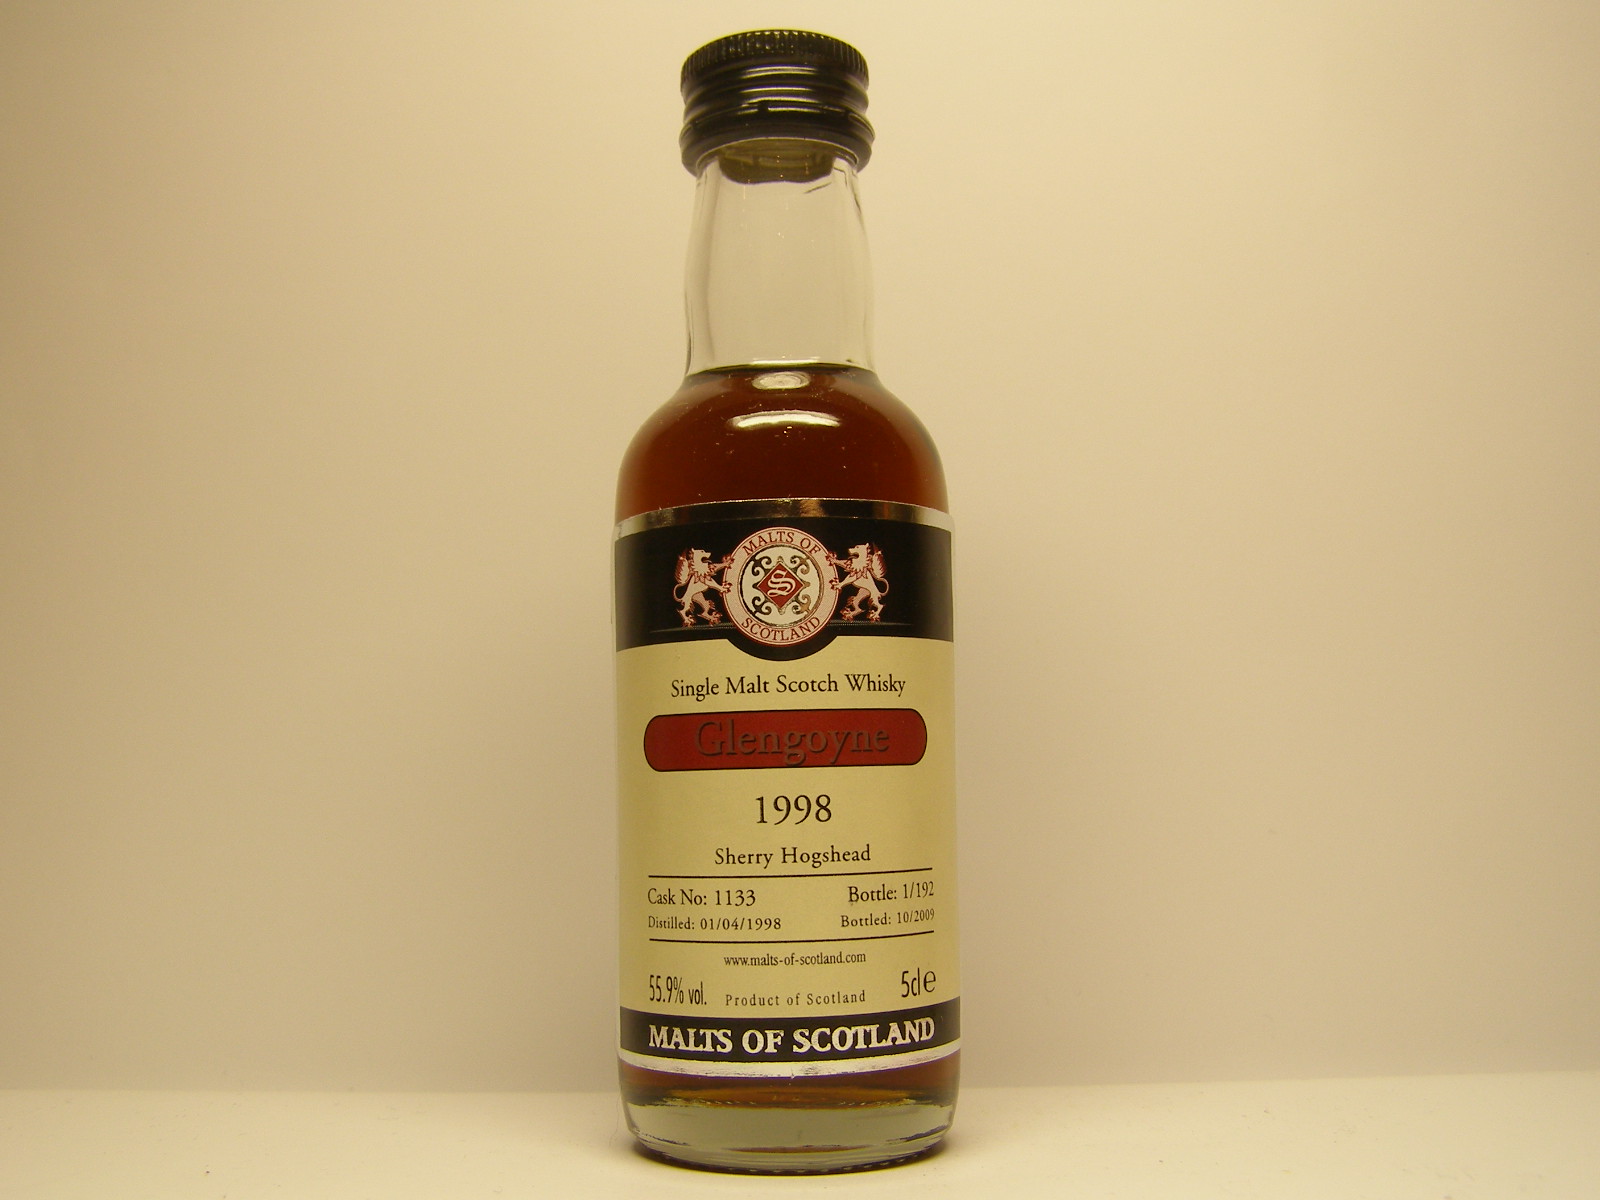 MALTS OF
S
SCOTLAND
Single Malt Scotch Whisky
Glengoyne
1998
Sherry Hogshead
Cask No: 1133 Bottle: 1/192
Distilled: 01/04/1998 Bottled: 10/2009
www.malts-of-scotland.com
55.9% vol. Product of Scotland 5cl e
MALTS OF SCOTLAND